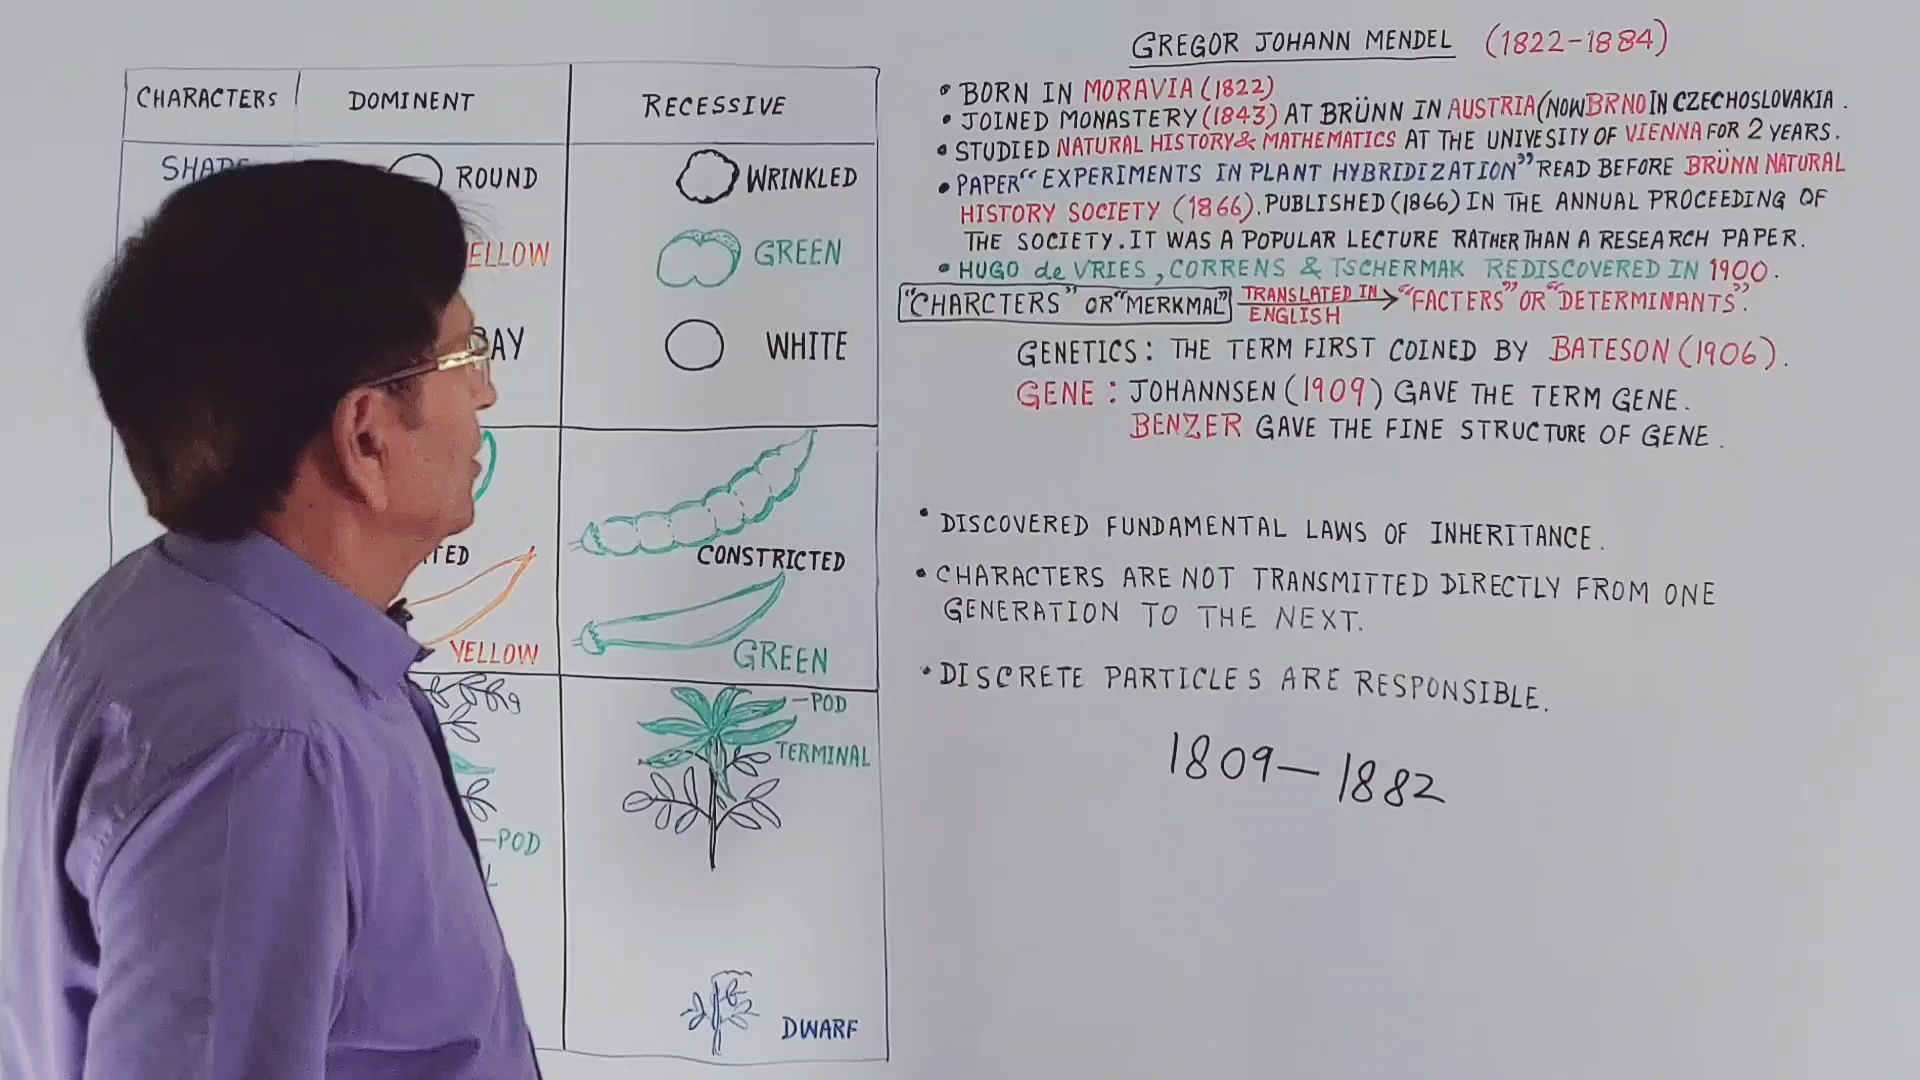 CHARACTERS DOMINENT RECESSIVE
ROUND WRINKLED
GREEN
WHITE
CONSTRICTED
YELLOW GREEN
-POD
TERMINAL
-POD
DWARF
GREGOR JOHANN MENDEL (1822-1884)
• BORN IN MORAVIA (1822)
• JOINED MONASTERY (1843) AT BRÜNN IN AUSTRIA (NOW BRNO IN CZECHOSLOVAKIA .
• STUDIED NATURAL HISTORY & MATHEMATICS AT THE UNIVESITY OF VIENNA FOR 2 YEARS.
• PAPER "EXPERIMENTS IN PLANT HYBRIDIZATION" READ BEFORE BRÜNN NATURAL
HISTORY SOCIETY (1866). PUBLISHED (1866) IN THE ANNUAL PROCEEDING OF
THE SOCIETY. IT WAS A POPULAR LECTURE RATHER THAN A RESEARCH PAPER.
• HUGO de VRIES, CORRENS & TSCHERMAK REDISCOVERED IN 1900.
"CHARCTERS" OR "MERKMAL" TRANSLATED IN ENGLISH → "FACTERS" OR "DETERMINANTS".
GENETICS: THE TERM FIRST COINED BY BATESON (1906).
GENE: JOHANNSEN (1909) GAVE THE TERM GENE.
BENZER GAVE THE FINE STRUCTURE OF GENE.
• DISCOVERED FUNDAMENTAL LAWS OF INHERITANCE.
• CHARACTERS ARE NOT TRANSMITTED DIRECTLY FROM ONE
GENERATION TO THE NEXT.
• DISCRETE PARTICLES ARE RESPONSIBLE.
1809-1882